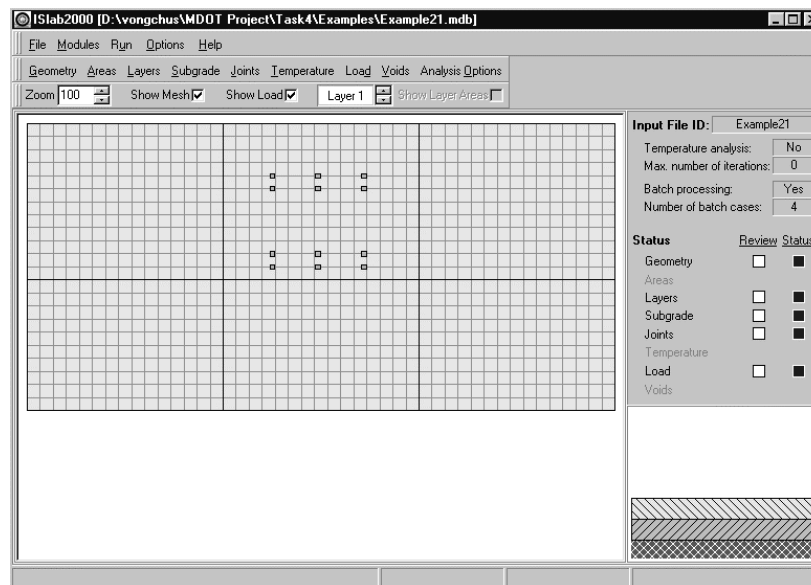 ISlab2000 [D:\vongchus\MDOT Project\Task4\Examples\Example21.mdb]
File Modules Run Options Help
Geometry Areas Layers Subgrade Joints Temperature Load Voids Analysis Options
Zoom 100 Show Mesh Show Load Layer 1 Show Layer Areas
Input File ID: Example21
Temperature analysis: No
Max. number of iterations: 0
Batch processing: Yes
Number of batch cases: 4
Status Review Status
Geometry
Areas
Layers
Subgrade
Joints
Temperature
Load
Voids